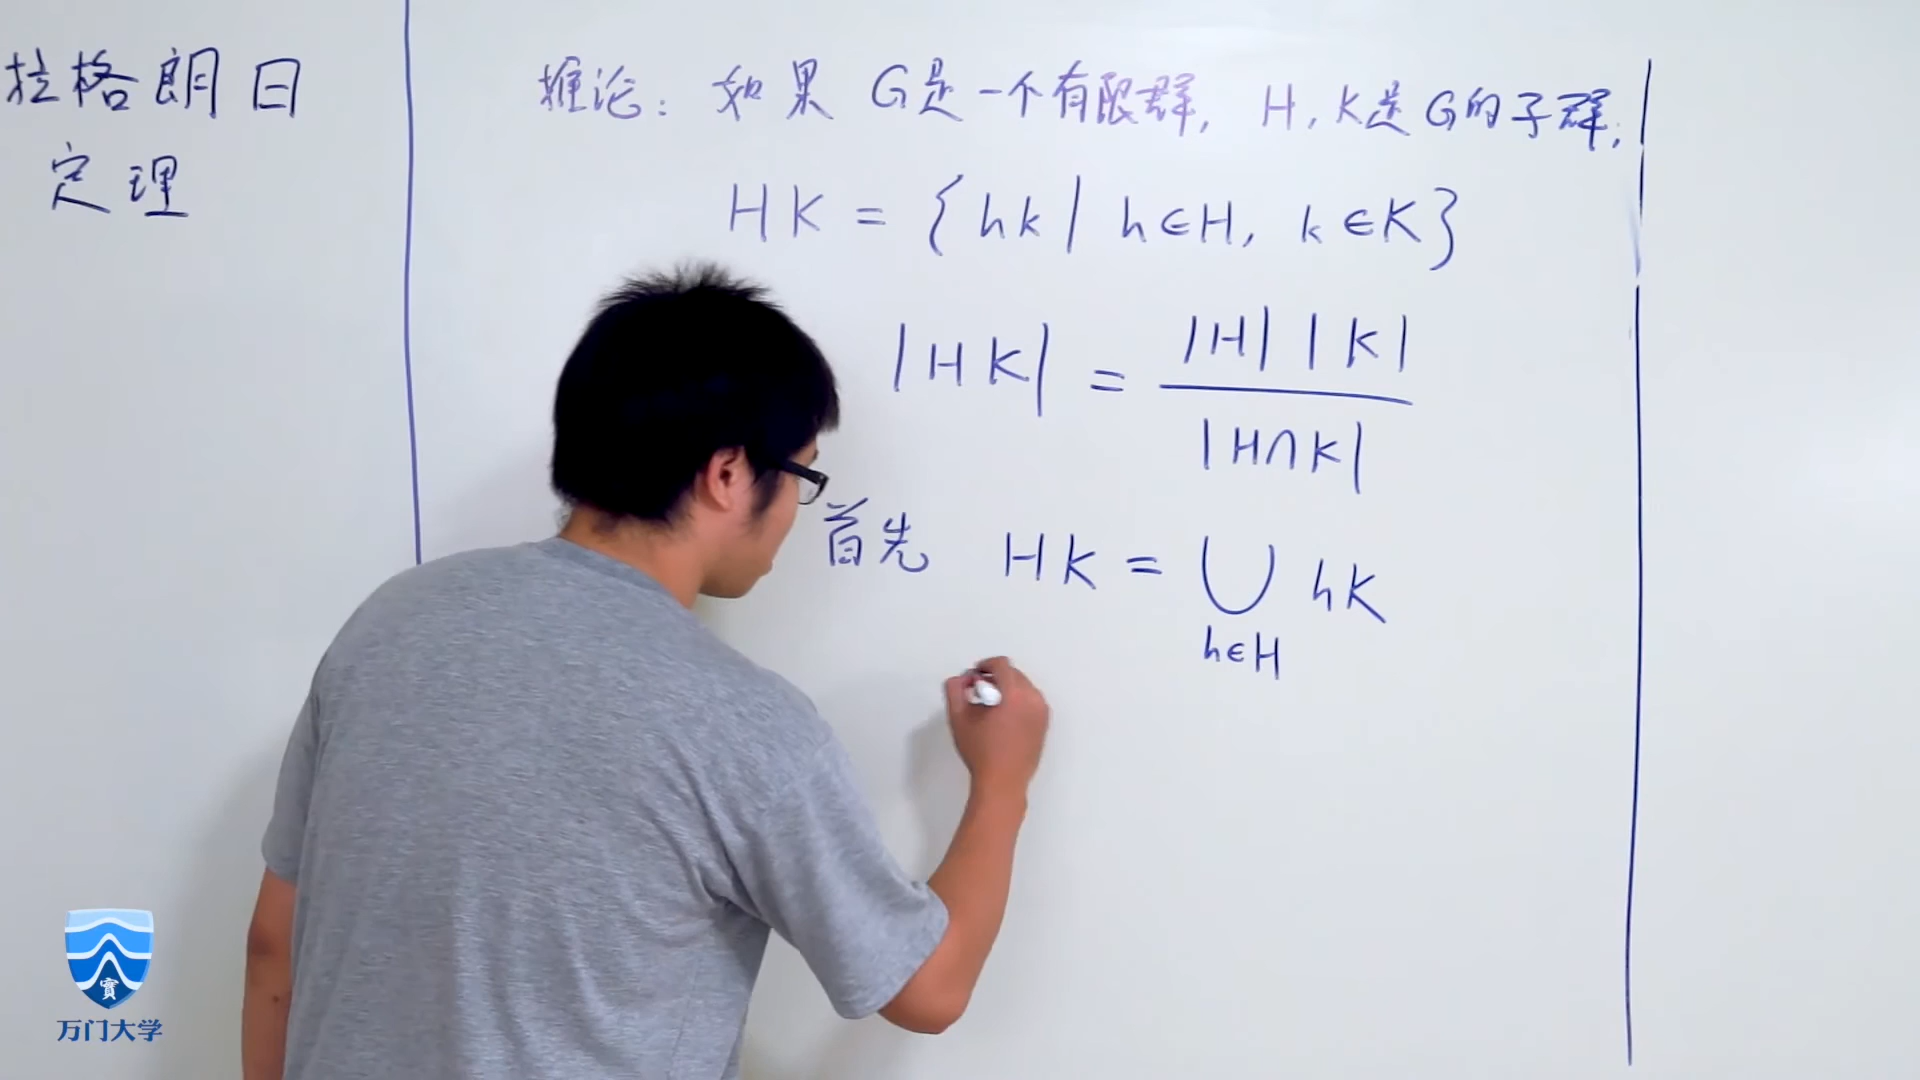 拉格朗日
定理
推论：如果 G是一个有限群，H，K是G的子群，
HK = {hk | h∈H, k∈K}
|HK| = |H| |K|
|H∩K|
首先 HK = ∪ hK
h∈H
實
万门大学